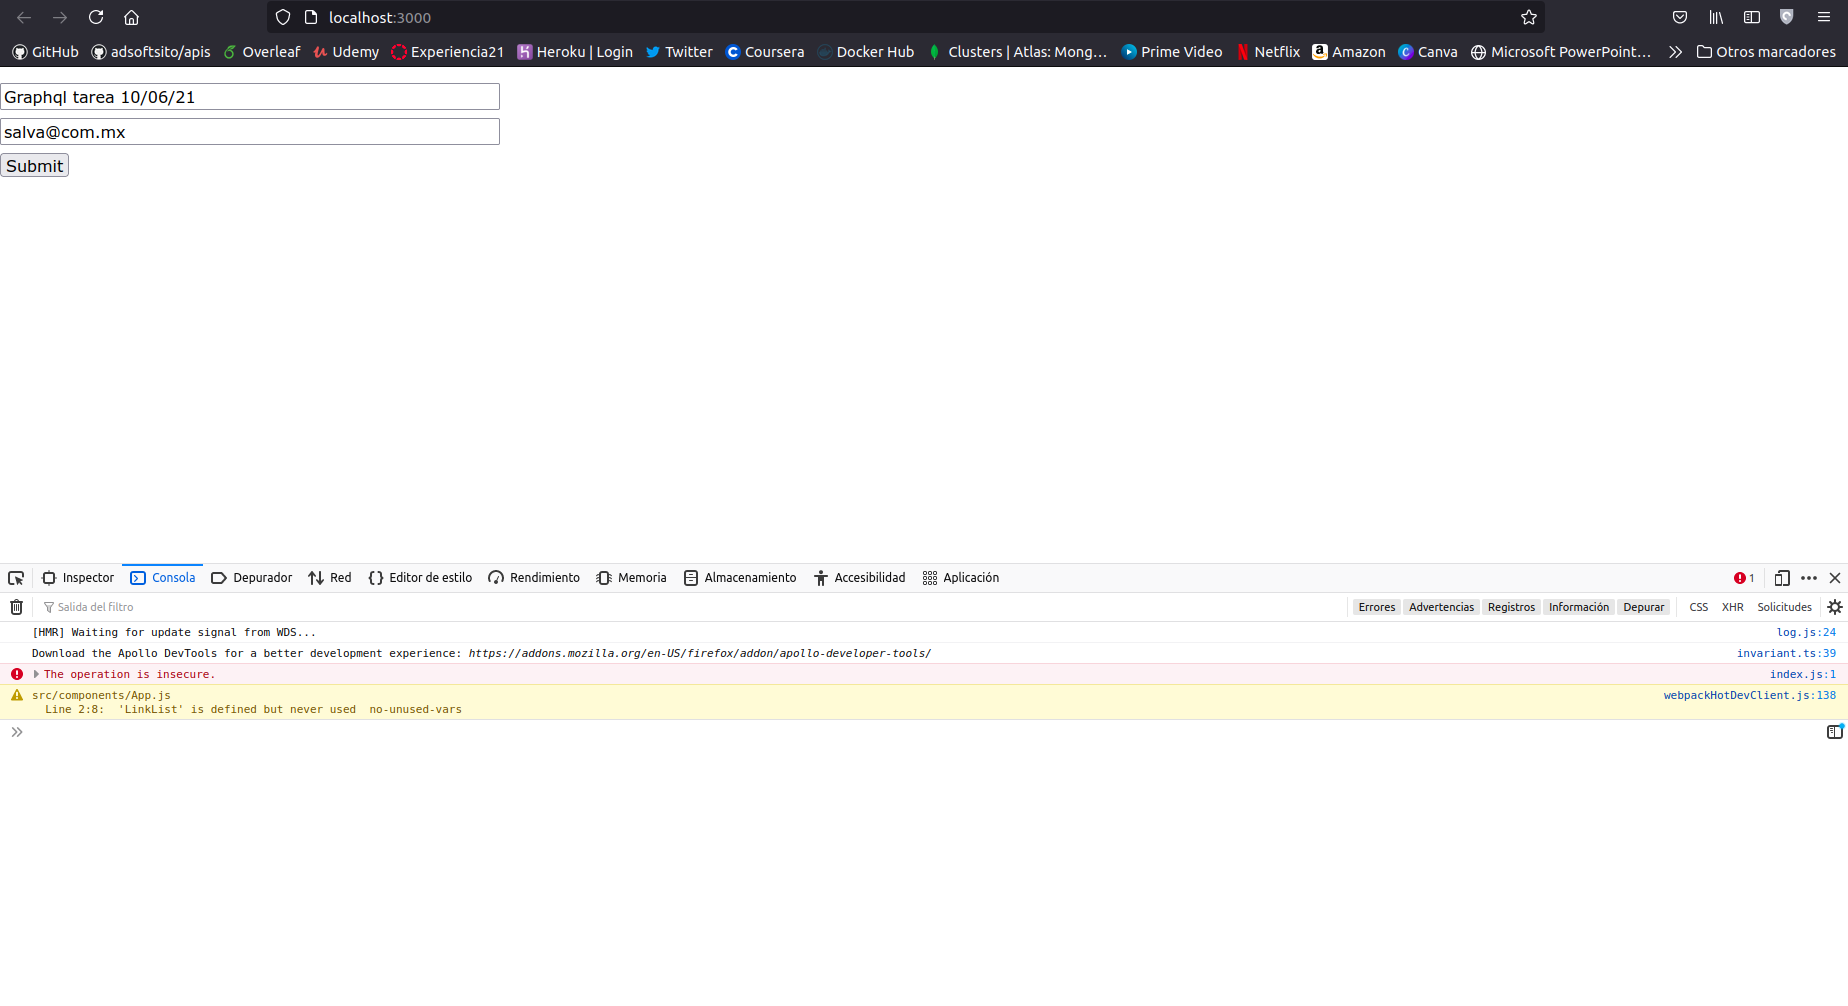 localhost:3000
GitHub adsoftsito/apis Overleaf Udemy Experiencia21 Heroku | Login Twitter Coursera Docker Hub Clusters | Atlas: Mong... Prime Video Netflix Amazon Canva Microsoft PowerPoint... Otros marcadores
Graphql tarea 10/06/21
salva@com.mx
Submit
Inspector Consola Depurador Red Editor de estilo Rendimiento Memoria Almacenamiento Accesibilidad Aplicación 1
Salida del filtro Errores Advertencias Registros Información Depurar CSS XHR Solicitudes
[HMR] Waiting for update signal from WDS... log.js:24
Download the Apollo DevTools for a better development experience: https://addons.mozilla.org/en-US/firefox/addon/apollo-developer-tools/ invariant.ts:39
The operation is insecure. index.js:1
src/components/App.js webpackHotDevClient.js:138
Line 2:8: 'LinkList' is defined but never used no-unused-vars